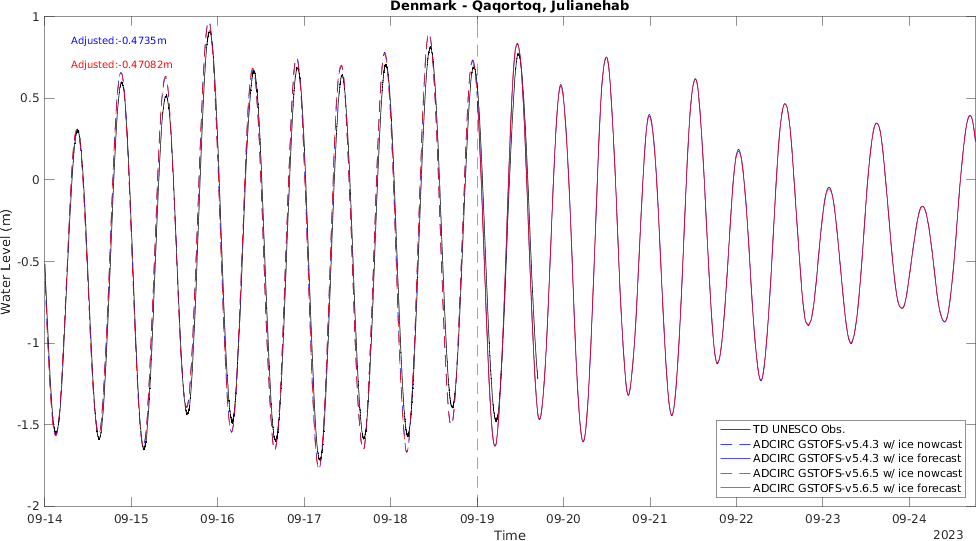 Denmark - Qaqortoq, Julianehab
Adjusted:-0.4735m
Adjusted:-0.47082m
1
0.5
0
-0.5
-1
-1.5
-2
Water Level (m)
TD UNESCO Obs.
ADCIRC GSTOFS-v5.4.3 w/ ice nowcast
ADCIRC GSTOFS-v5.4.3 w/ ice forecast
ADCIRC GSTOFS-v5.6.5 w/ ice nowcast
ADCIRC GSTOFS-v5.6.5 w/ ice forecast
09-14 09-15 09-16 09-17 09-18 09-19 09-20 09-21 09-22 09-23 09-24
Time
2023